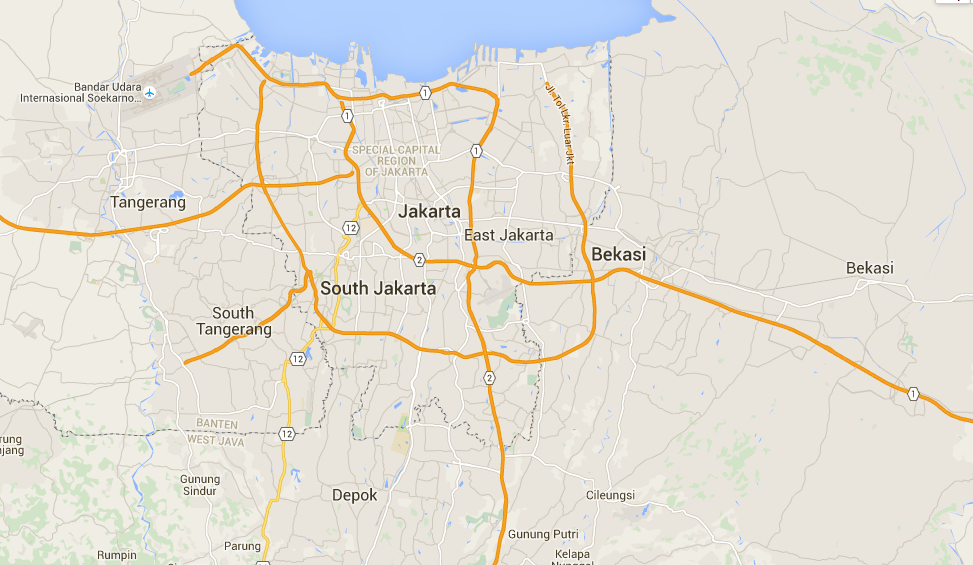 Bandar Udara
Internasional Soekarno...
1
1
Jl. Tol Lkr. Luar Jkt
SPECIAL CAPITAL
REGION
OF JAKARTA
1
Tangerang
Jakarta
12
East Jakarta
Bekasi
2
Bekasi
South Jakarta
South
Tangerang
12
2
1
BANTEN
WEST JAVA
12
Gunung
Sindur
Depok
Cileungsi
Gunung Putri
Parung
Rumpin
Kelapa